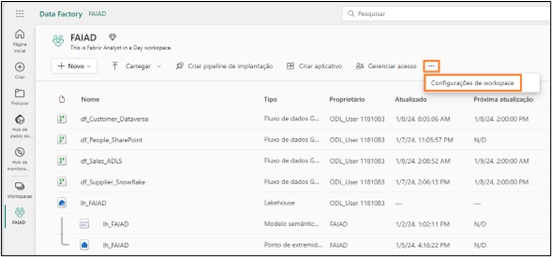 Data Factory FAIAD
Pesquisar
FAIAD
This is Fabric Analyst in a Day workspace.
Página inicial
Criar
Procurar
Hub de dados do...
Hub de monitora...
Workspaces
FAIAD
+ Novo
Carregar
Criar pipeline de implantação
Criar aplicativo
Gerenciar acesso
...
Configurações de workspace
Nome Tipo Proprietário Atualizado Próxima atualização
df_Customer_Dataverse Fluxo de dados G... ODL_User 1181083 1/8/24, 8:05:06 AM 1/8/24, 2:00:00 PM
df_People_SharePoint Fluxo de dados G... ODL_User 1181083 1/7/24, 11:05:57 PM N/D
df_Sales_ADLS Fluxo de dados G... ODL_User 1181083 1/8/24, 2:08:52 AM 1/9/24, 2:00:00 AM
df_Supplier_Snowflake Fluxo de dados G... ODL_User 1181083 1/7/24, 2:06:13 PM 1/8/24, 2:00:00 PM
lh_FAIAD Lakehouse ODL_User 1181083 — —
lh_FAIAD Modelo semântic... FAIAD 1/2/24, 1:02:11 PM N/D
lh_FAIAD Ponto de extremid... FAIAD 1/5/24, 4:16:22 PM N/D